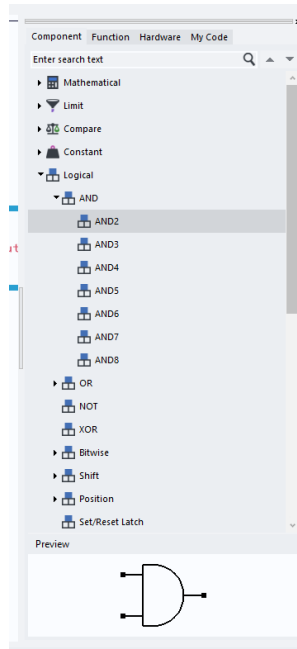 Component Function Hardware My Code
Enter search text
Mathematical
Limit
Compare
Constant
Logical
AND
AND2
AND3
AND4
AND5
AND6
AND7
AND8
OR
NOT
XOR
Bitwise
Shift
Position
Set/Reset Latch
Preview